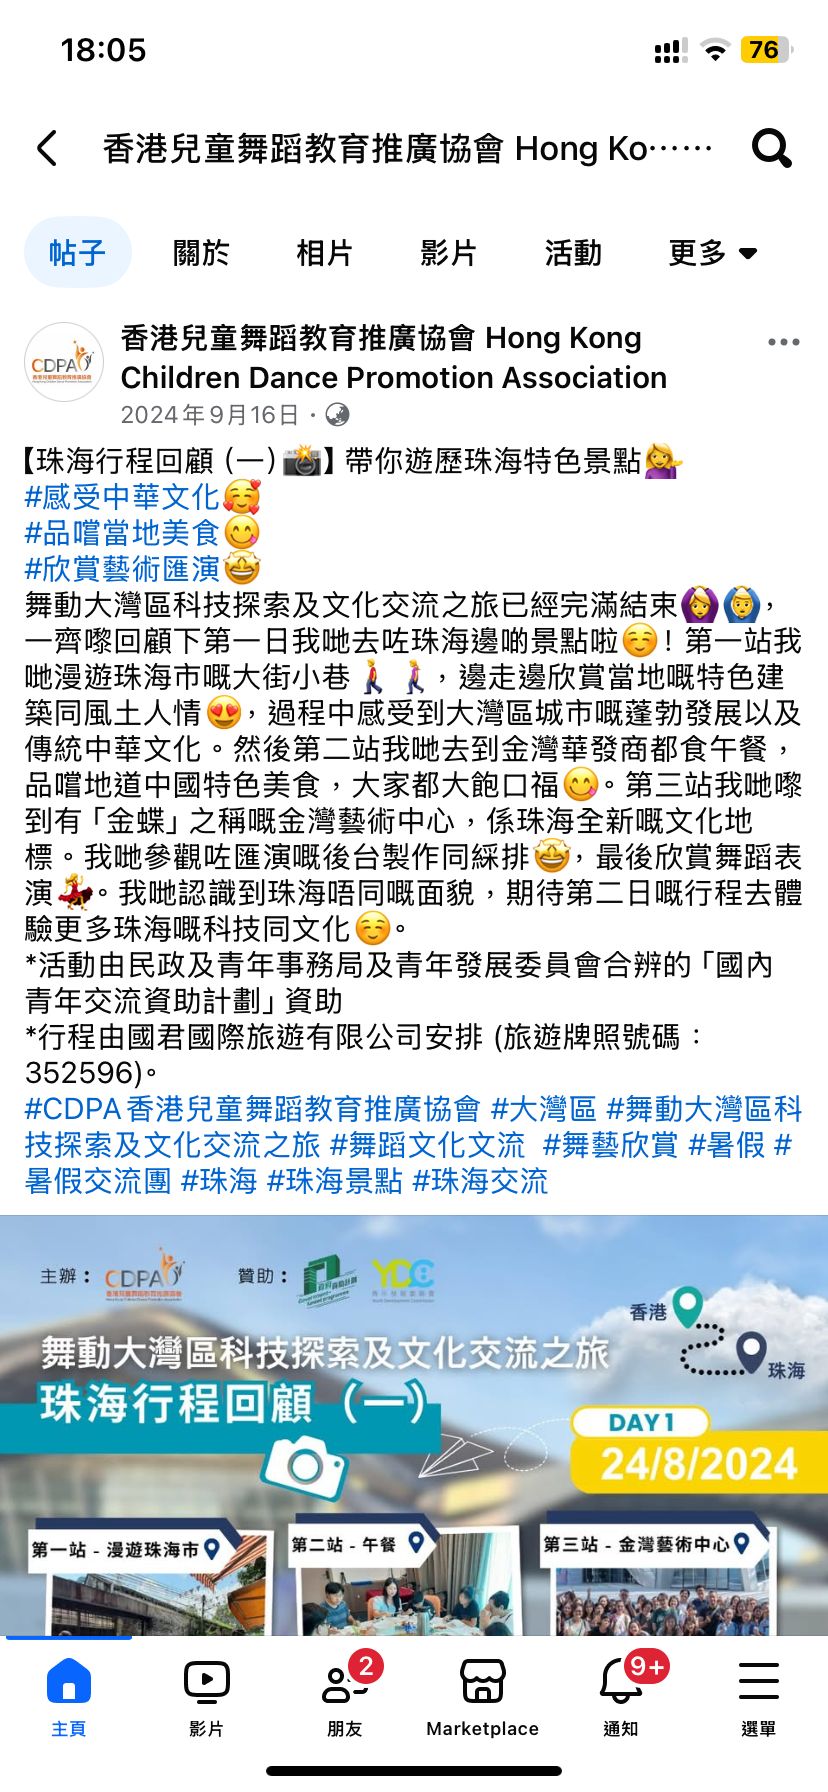 18:05
76
香港兒童舞蹈教育推廣協會 Hong Ko⋯⋯
帖子 關於 相片 影片 活動 更多
CDPA
香港兒童舞蹈教育推廣協會 Hong Kong
Children Dance Promotion Association
2024年9月16日 ·
【珠海行程回顧 (一) 📸】 帶你遊歷珠海特色景點💁‍♀️
#感受中華文化🥰
#品嚐當地美食😋
#欣賞藝術匯演🤩
舞動大灣區科技探索及文化交流之旅已經完滿結束🙆‍♀️🙆‍♂️，
一齊嚟回顧下第一日我哋去咗珠海邊啲景點啦☺️！第一站我
哋漫遊珠海市嘅大街小巷🚶🚶‍♀️，邊走邊欣賞當地嘅特色建
築同風土人情😍，過程中感受到大灣區城市嘅蓬勃發展以及
傳統中華文化。然後第二站我哋去到金灣華發商都食午餐，
品嚐地道中國特色美食，大家都大飽口福😋。第三站我哋嚟
到有「金蝶」之稱嘅金灣藝術中心，係珠海全新嘅文化地
標。我哋參觀咗匯演嘅後台製作同綵排🤩，最後欣賞舞蹈表
演💃。我哋認識到珠海唔同嘅面貌，期待第二日嘅行程去體
驗更多珠海嘅科技同文化☺️。
*活動由民政及青年事務局及青年發展委員會合辨的「國內
青年交流資助計劃」資助
*行程由國君國際旅遊有限公司安排 (旅遊牌照號碼：
352596)。
#CDPA香港兒童舞蹈教育推廣協會 #大灣區 #舞動大灣區科
技探索及文化交流之旅 #舞蹈文化文流 #舞藝欣賞 #暑假 #
暑假交流團 #珠海 #珠海景點 #珠海交流
主辦： CDPA 贊助： YDC
香港
珠海
舞動大灣區科技探索及文化交流之旅
珠海行程回顧（一）
DAY 1
24/8/2024
第一站 - 漫遊珠海市
第二站 - 午餐
第三站 - 金灣藝術中心
2
9+
主頁 影片 朋友 Marketplace 通知 選單